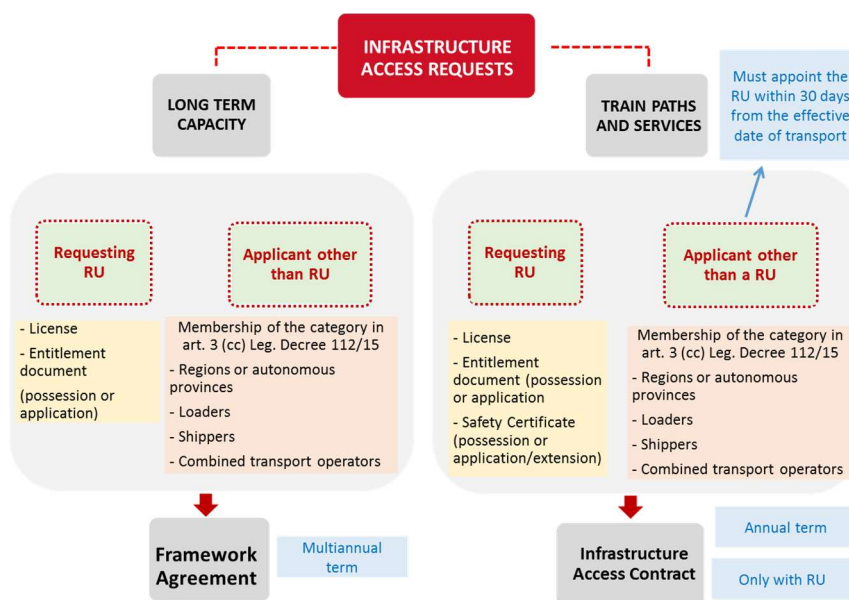 INFRASTRUCTURE
ACCESS REQUESTS
LONG TERM
CAPACITY
TRAIN PATHS
AND SERVICES
Must appoint the
RU within 30 days
from the effective
date of transport
Requesting
RU
Applicant other
than RU
- License
- Entitlement
document
(possession or
application)
Membership of the category in
art. 3 (cc) Leg. Decree 112/15
- Regions or autonomous
provinces
- Loaders
- Shippers
- Combined transport operators
Requesting
RU
Applicant other
than a RU
- License
- Entitlement
document (possession
or application
- Safety Certificate
(possession or
application/extension)
Membership of the category in
art. 3 (cc) Leg. Decree 112/15
- Regions or autonomous
provinces
- Loaders
- Shippers
- Combined transport operators
Framework
Agreement
Multiannual
term
Infrastructure
Access Contract
Annual term
Only with RU